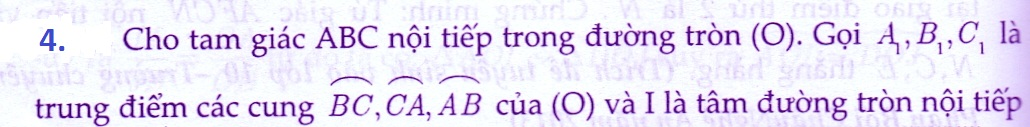 4. Cho tam giác ABC nội tiếp trong đường tròn (O). Gọi A₁, B₁, C₁ là
trung điểm các cung BC, CA, AB của (O) và I là tâm đường tròn nội tiếp